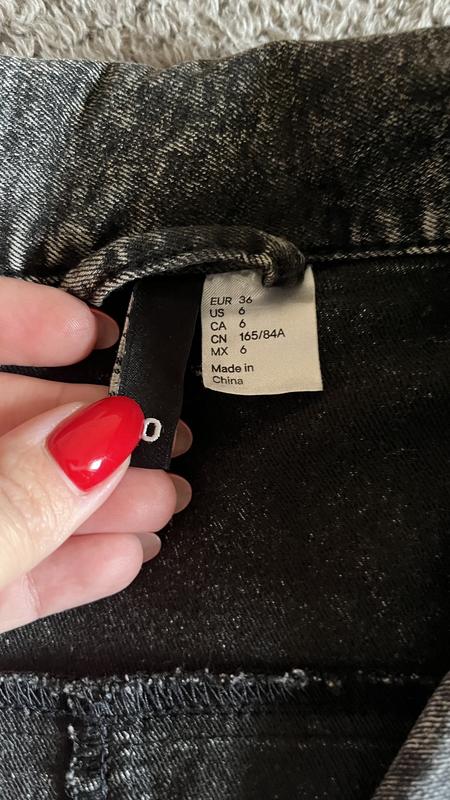 EUR 36
US 6
CA 6
CN 165/84A
MX 6
Made in
China